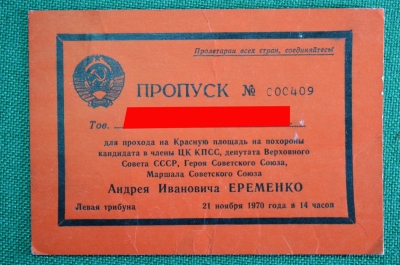 Пролетарии всех стран, соединяйтесь!
ПРОПУСК № 000409
Тов.
для прохода на Красную площадь на похороны
кандидата в члены ЦК КПСС, депутата Верховного
Совета СССР, Героя Советского Союза,
Маршала Советского Союза
Андрея Ивановича ЕРЕМЕНКО
Левая трибуна 21 ноября 1970 года в 14 часов